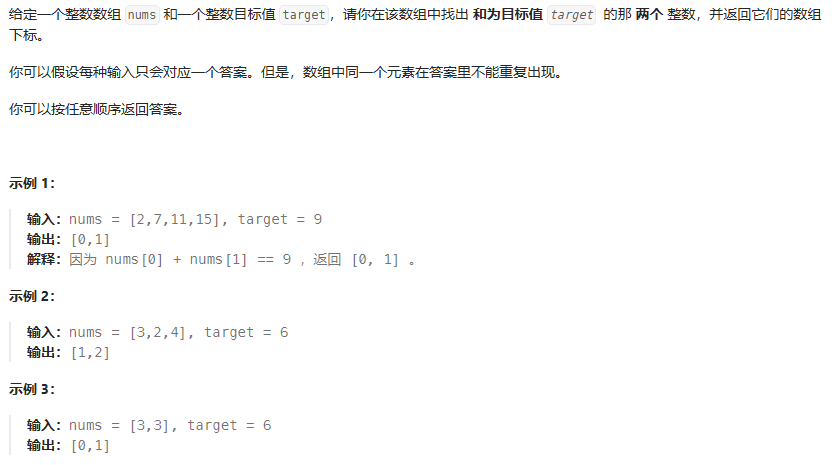 给定一个整数数组 nums 和一个整数目标值 target，请你在该数组中找出 和为目标值 target 的那 两个 整数，并返回它们的数组
下标。
你可以假设每种输入只会对应一个答案。但是，数组中同一个元素在答案里不能重复出现。
你可以按任意顺序返回答案。
示例 1：
输入：nums = [2,7,11,15], target = 9
输出：[0,1]
解释：因为 nums[0] + nums[1] == 9 ，返回 [0, 1] 。
示例 2：
输入：nums = [3,2,4], target = 6
输出：[1,2]
示例 3：
输入：nums = [3,3], target = 6
输出：[0,1]